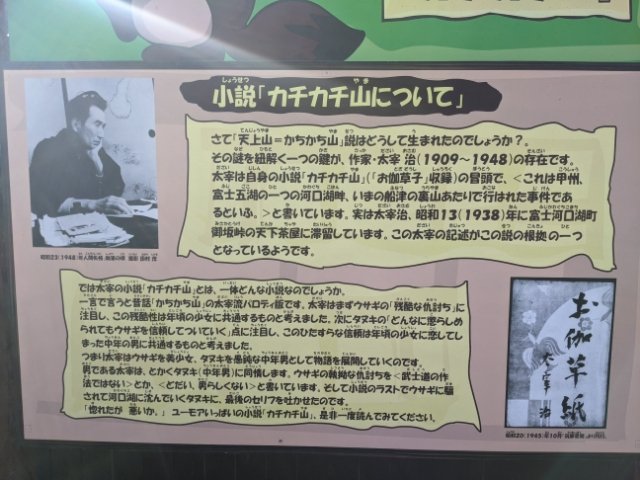 小説「カチカチ山について」
さて「天上山＝かちかち山」説はどうして生まれたのでしょうか？。
その謎を紐解く一つの鍵が、作家・太宰 治(1909～1948)の存在です。
太宰は自身の小説「カチカチ山」(「お伽草子」収録)の冒頭で、＜これは甲州、
富士五湖の一つの河口湖畔、いまの船津の裏山あたりで行はれた事件であ
るといふ。＞と書いています。実は太宰治、昭和13(1938)年に富士河口湖町
御坂峠の天下茶屋に滞留しています。この太宰の記述がこの説の根拠の一つ
となっているようです。
では太宰の小説「カチカチ山」とは、一体どんな小説なのでしょうか。
一言で言うと昔話「かちかち山」の太宰流パロティ版です。太宰はまずウサギの「残酷な仇討ち」に
注目し、この残酷性は年頃の少女に共通するものと考えました。次にタヌキの「どんなに懲らしめ
られてもウサギを信頼してついていく」点に注目し、このひたすらな信頼は年頃の少女に恋してし
まった中年の男に共通するものと考えました。
つまり太宰はウサギを美少女、タヌキを愚鈍な中年男として物語を展開していくのです。
男である太宰は、とかくタヌキ(中年男)に同情します。ウサギの執拗な仇討ちを＜武士道の作
法ではない＞とか、＜どだい、男らしくない＞と書いています。そして小説のラストでウサギに騙
されて河口湖に沈んでいくタヌキに、最後のセリフを吐かせたのです。
「惚れたが 悪いか。」 ユーモアいっぱいの小説「カチカチ山」、是非一度読んでみてください。
お伽草紙
太宰 治